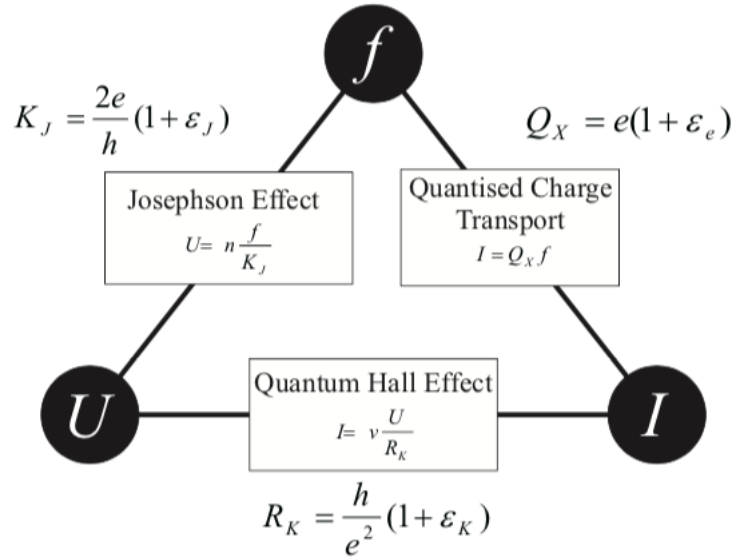 f
K_J = 2e/h (1 + ε_J)
Q_X = e(1 + ε_e)
Josephson Effect
U= n f/K_J
Quantised Charge
Transport
I = Q_X f
U
Quantum Hall Effect
I= ν U/R_K
I
R_K = h/e² (1 + ε_K)